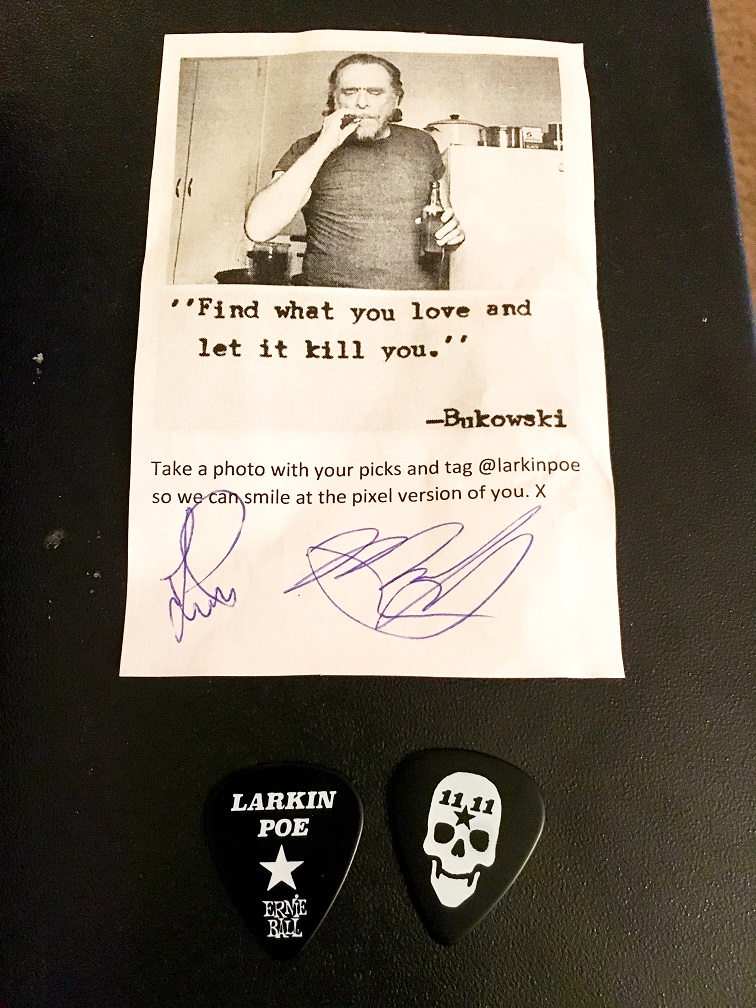 ''Find what you love and
let it kill you.''
—Bukowski
Take a photo with your picks and tag @larkinpoe
so we can smile at the pixel version of you. X
LARKIN
POE
ERNIE
BALL
11 11